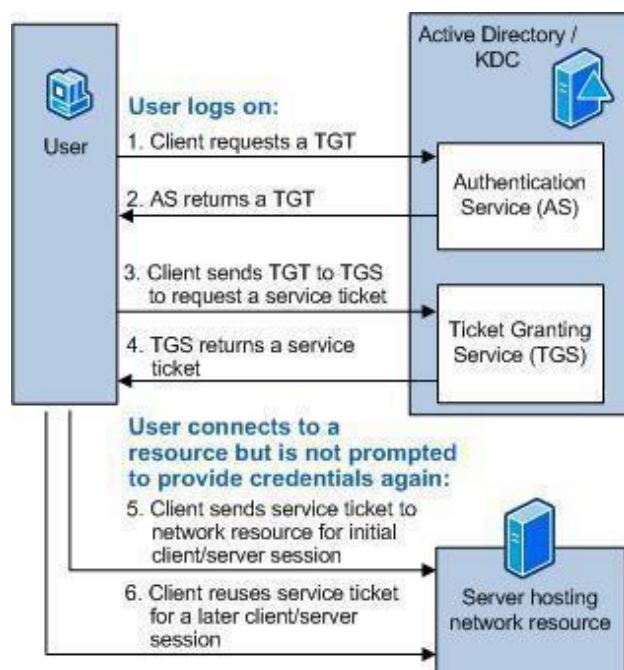 Active Directory /
KDC
User
User logs on:
1. Client requests a TGT
Authentication
Service (AS)
2. AS returns a TGT
3. Client sends TGT to TGS
to request a service ticket
Ticket Granting
Service (TGS)
4. TGS returns a service
ticket
User connects to a
resource but is not prompted
to provide credentials again:
5. Client sends service ticket to
network resource for initial
client/server session
6. Client reuses service ticket
for a later client/server
session
Server hosting
network resource